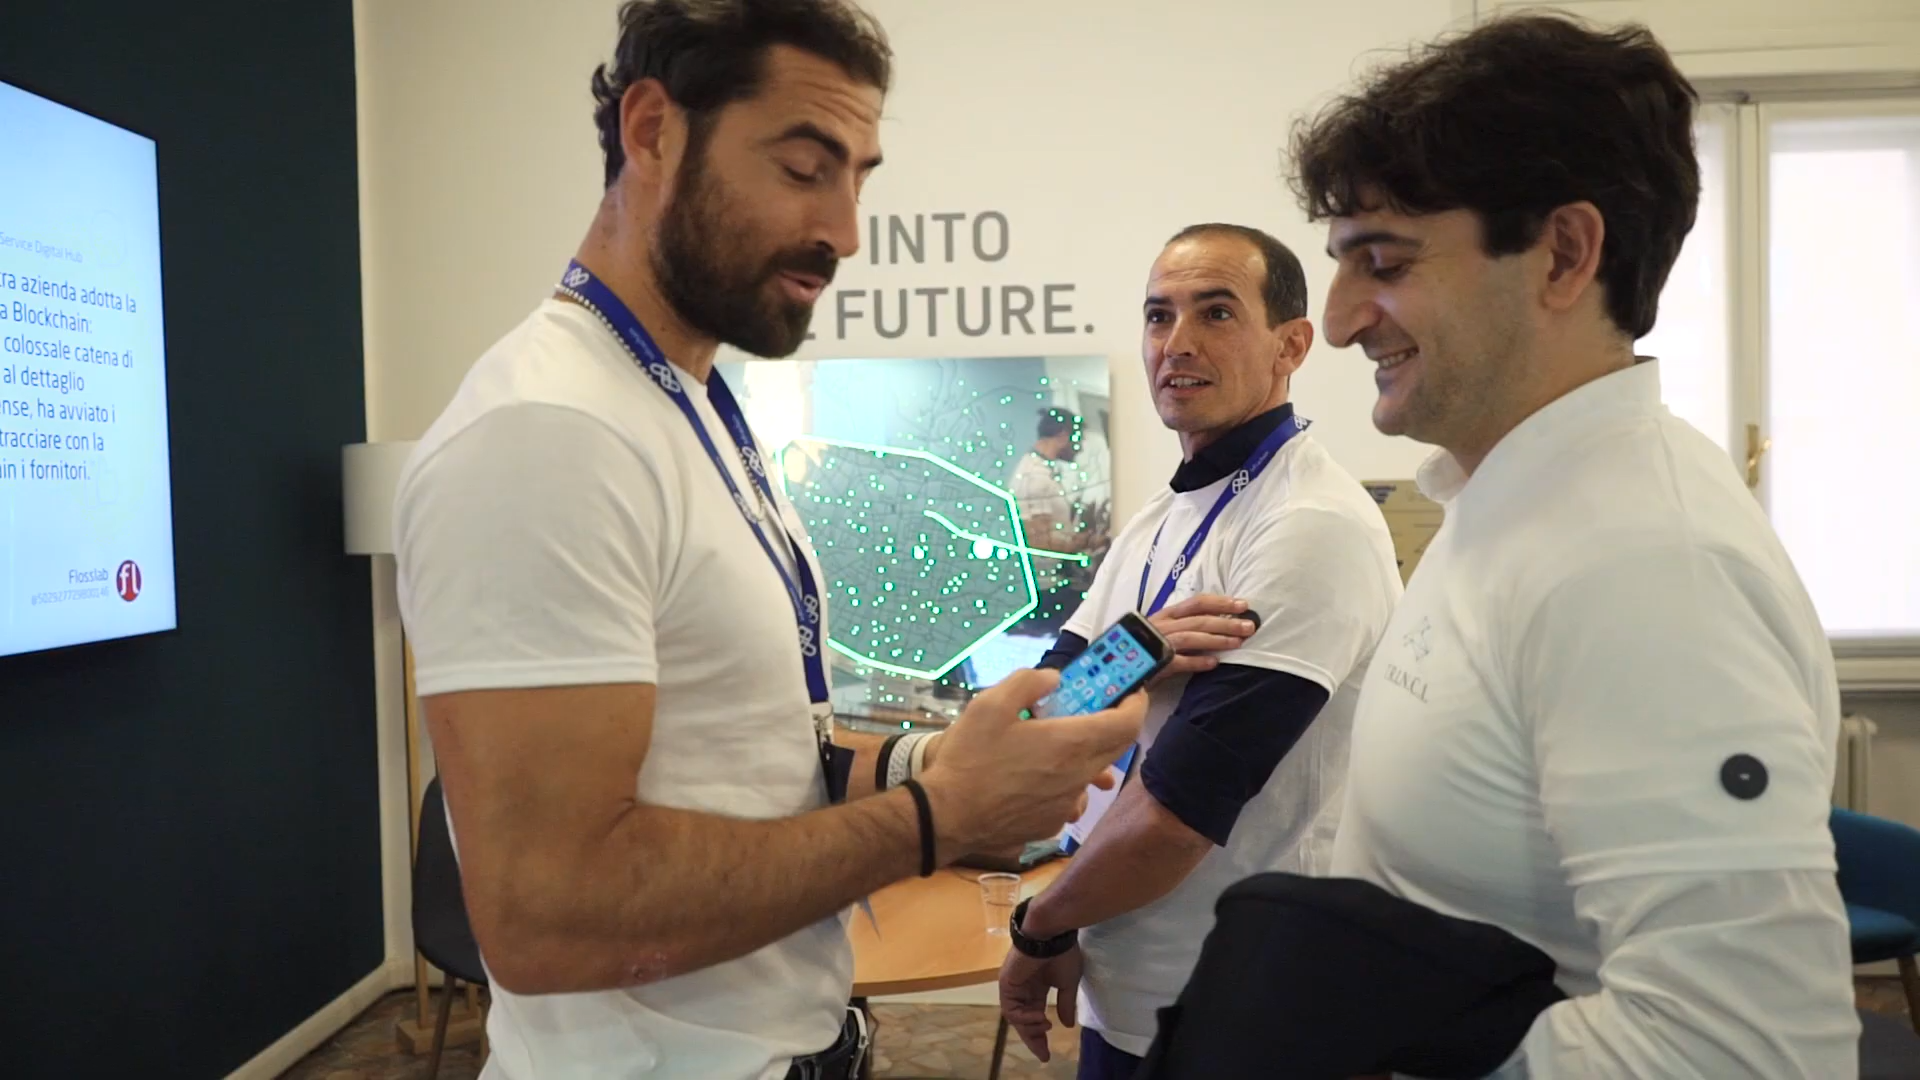 Service Digital Hub
tra azienda adotta la
a Blockchain:
colossale catena di
al dettaglio
ense, ha avviato i
tracciare con la
ain i fornitori.
Flosslab
fl
INTO
FUTURE.